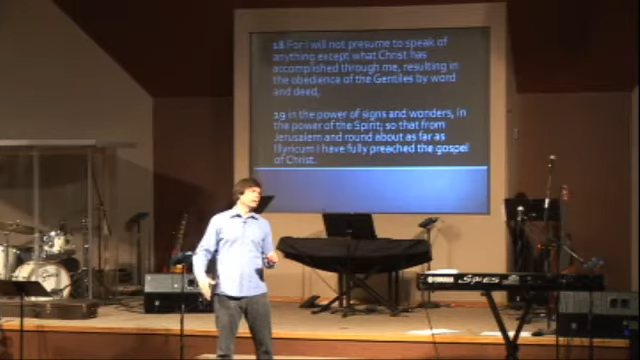 18 For I will not presume to speak of
anything except what Christ has
accomplished through me, resulting in
the obedience of the Gentiles by word
and deed,
19 in the power of signs and wonders, in
the power of the Spirit; so that from
Jerusalem and round about as far as
Illyricum I have fully preached the gospel
of Christ.
YAMAHA